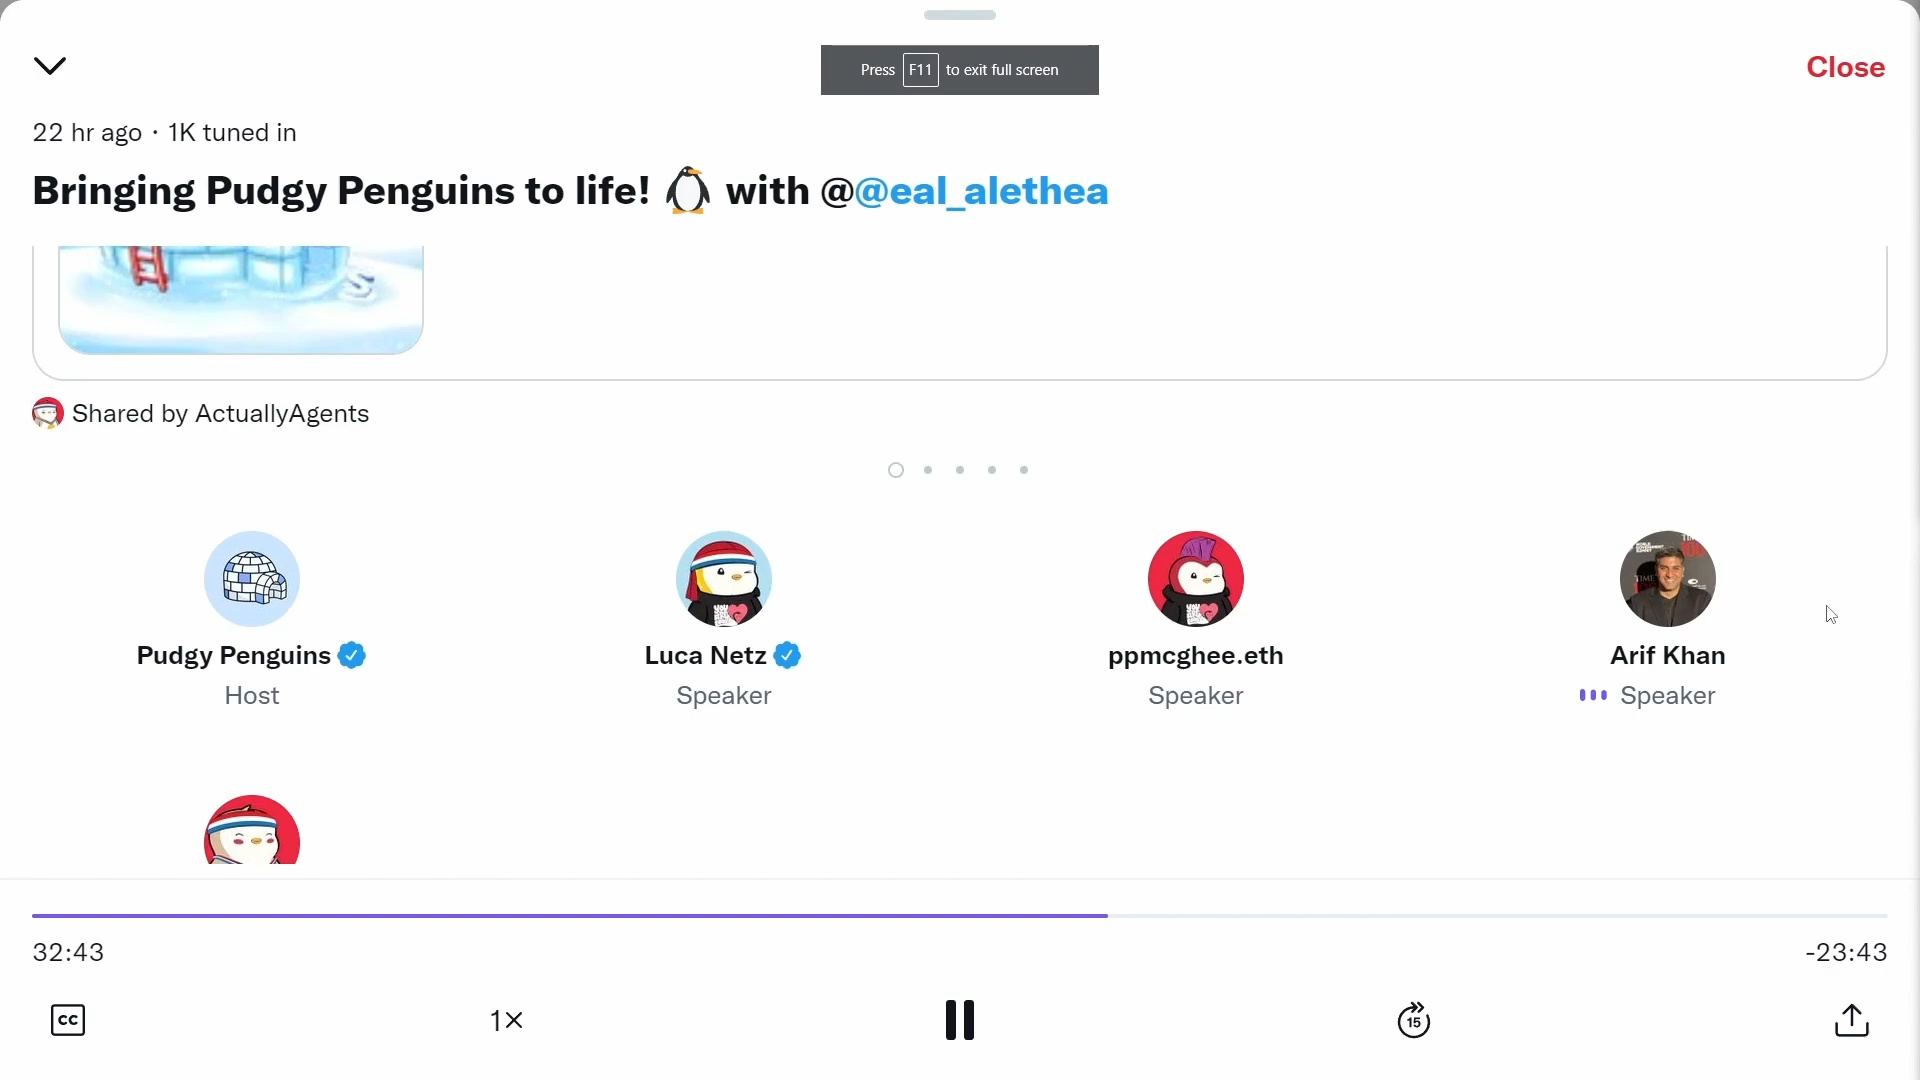 Press F11 to exit full screen
Close
22 hr ago · 1K tuned in
Bringing Pudgy Penguins to life! 🐧 with @@eal_alethea
Shared by ActuallyAgents
Pudgy Penguins
Host
Luca Netz
Speaker
ppmcghee.eth
Speaker
Arif Khan
Speaker
32:43
-23:43
CC
1×
15